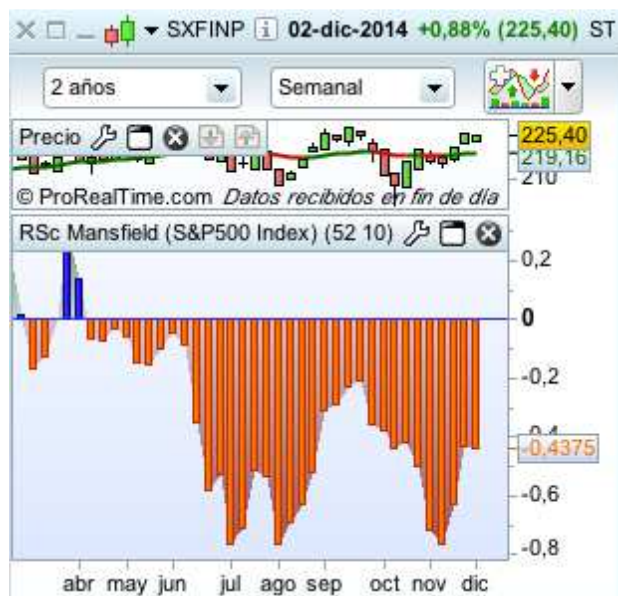 SXFINP i 02-dic-2014 +0,88% (225,40) ST
2 años Semanal
Precio
225,40
219,16
210
© ProRealTime.com Datos recibidos en fin de día
RSc Mansfield (S&P500 Index) (52 10)
0,2
0
-0,2
-0,4
-0,4375
-0,6
-0,8
abr may jun jul ago sep oct nov dic